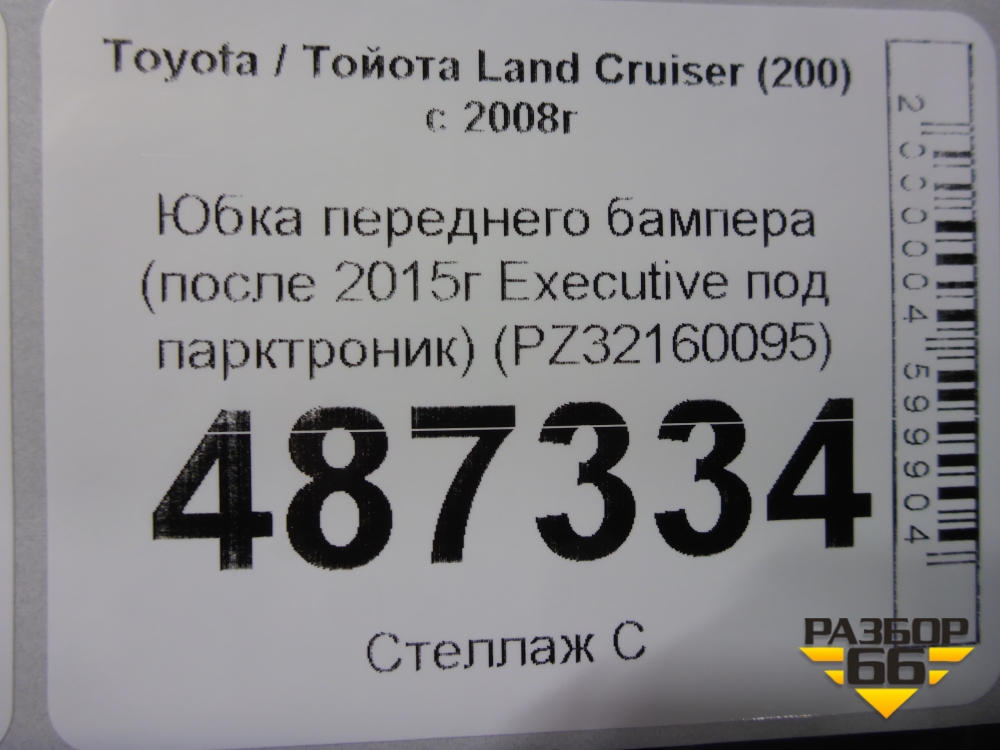 Toyota / Тойота Land Cruiser (200)
с 2008г
Юбка переднего бампера
(после 2015г Executive под
парктроник) (PZ32160095)
487334
Стеллаж С
2000004599904
РАЗБОР
66